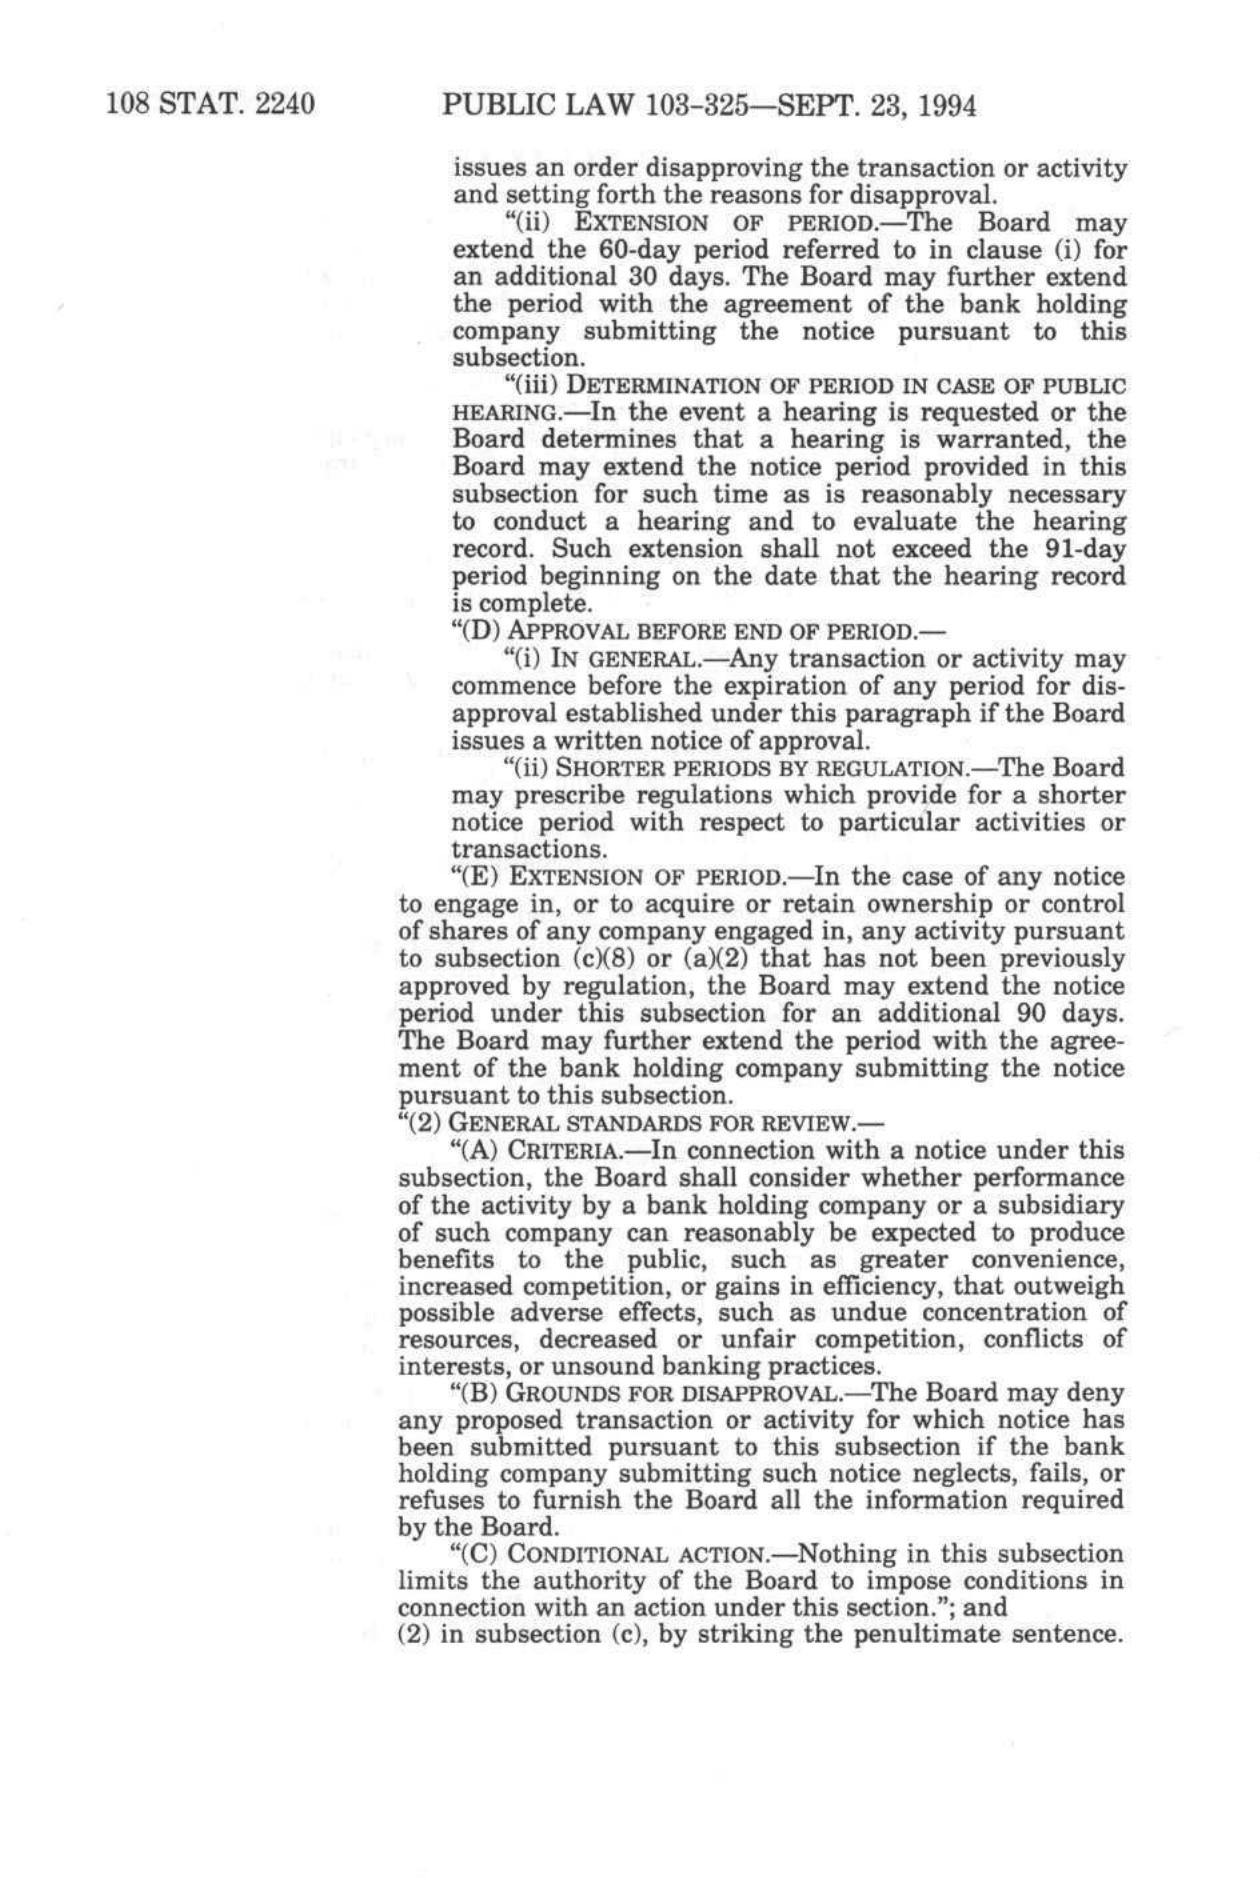 108 STAT. 2240 PUBLIC LAW 103–325—SEPT. 23, 1994
issues an order disapproving the transaction or activity
and setting forth the reasons for disapproval.
“(ii) EXTENSION OF PERIOD.—The Board may
extend the 60-day period referred to in clause (i) for
an additional 30 days. The Board may further extend
the period with the agreement of the bank holding
company submitting the notice pursuant to this
subsection.
“(iii) DETERMINATION OF PERIOD IN CASE OF PUBLIC
HEARING.—In the event a hearing is requested or the
Board determines that a hearing is warranted, the
Board may extend the notice period provided in this
subsection for such time as is reasonably necessary
to conduct a hearing and to evaluate the hearing
record. Such extension shall not exceed the 91-day
period beginning on the date that the hearing record
is complete.
“(D) APPROVAL BEFORE END OF PERIOD.—
“(i) IN GENERAL.—Any transaction or activity may
commence before the expiration of any period for dis-
approval established under this paragraph if the Board
issues a written notice of approval.
“(ii) SHORTER PERIODS BY REGULATION.—The Board
may prescribe regulations which provide for a shorter
notice period with respect to particular activities or
transactions.
“(E) EXTENSION OF PERIOD.—In the case of any notice
to engage in, or to acquire or retain ownership or control
of shares of any company engaged in, any activity pursuant
to subsection (c)(8) or (a)(2) that has not been previously
approved by regulation, the Board may extend the notice
period under this subsection for an additional 90 days.
The Board may further extend the period with the agree-
ment of the bank holding company submitting the notice
pursuant to this subsection.
“(2) GENERAL STANDARDS FOR REVIEW.—
“(A) CRITERIA.—In connection with a notice under this
subsection, the Board shall consider whether performance
of the activity by a bank holding company or a subsidiary
of such company can reasonably be expected to produce
benefits to the public, such as greater convenience,
increased competition, or gains in efficiency, that outweigh
possible adverse effects, such as undue concentration of
resources, decreased or unfair competition, conflicts of
interests, or unsound banking practices.
“(B) GROUNDS FOR DISAPPROVAL.—The Board may deny
any proposed transaction or activity for which notice has
been submitted pursuant to this subsection if the bank
holding company submitting such notice neglects, fails, or
refuses to furnish the Board all the information required
by the Board.
“(C) CONDITIONAL ACTION.—Nothing in this subsection
limits the authority of the Board to impose conditions in
connection with an action under this section.”; and
(2) in subsection (c), by striking the penultimate sentence.